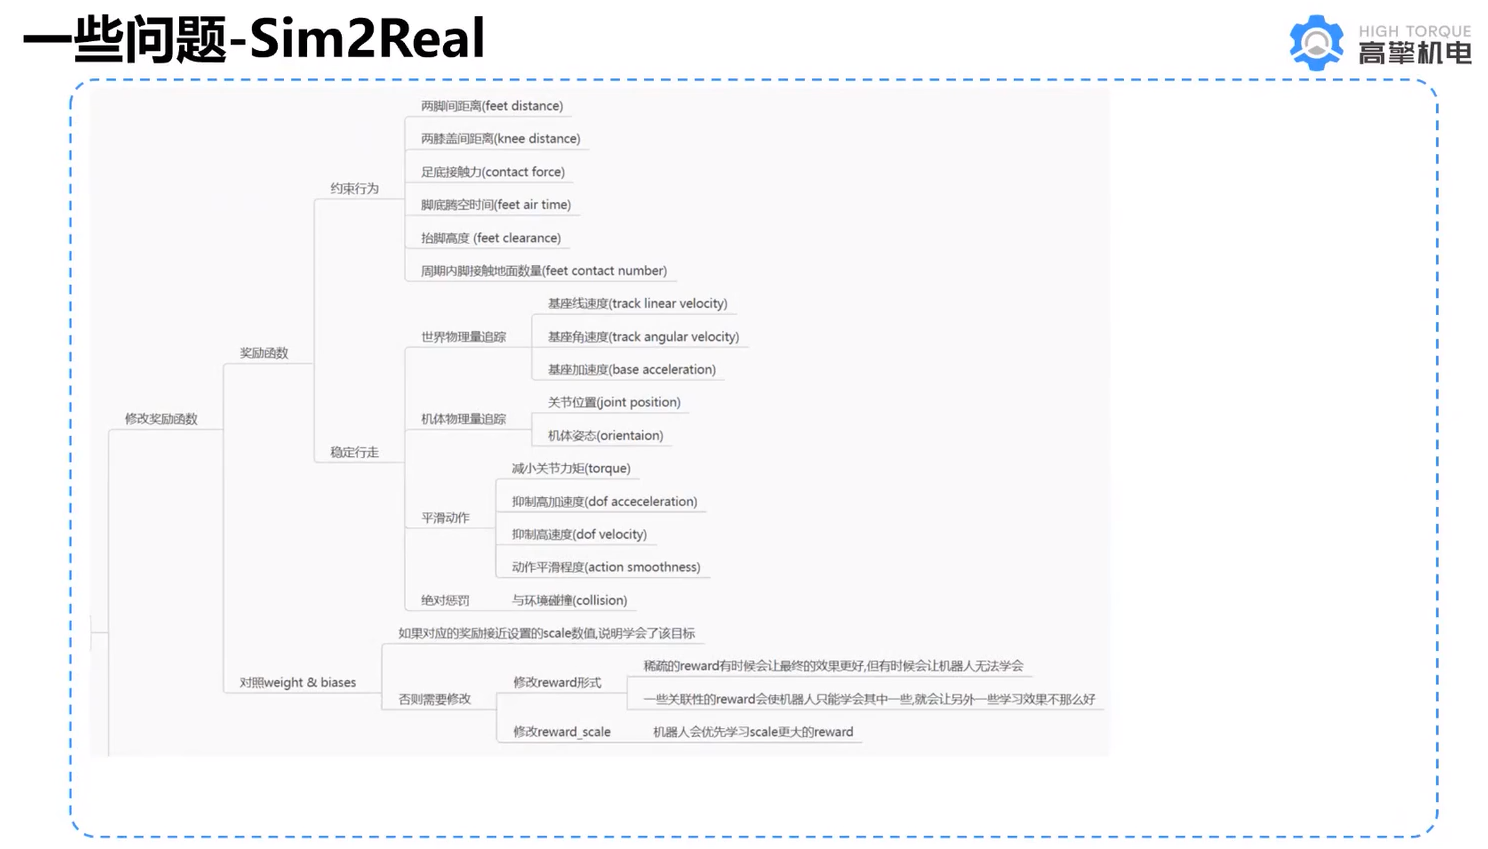 一些问题-Sim2Real
HIGH TORQUE
高擎机电
两脚间距离(feet distance)
两膝盖间距离(knee distance)
足底接触力(contact force)
约束行为
脚底腾空时间(feet air time)
抬脚高度 (feet clearance)
周期内脚接触地面数量(feet contact number)
基座线速度(track linear velocity)
世界物理量追踪
基座角速度(track angular velocity)
奖励函数
基座加速度(base acceleration)
关节位置(joint position)
修改奖励函数
机体物理量追踪
机体姿态(orientaion)
稳定行走
减小关节力矩(torque)
抑制高加速度(dof acceceleration)
平滑动作
抑制高速度(dof velocity)
动作平滑程度(action smoothness)
绝对惩罚
与环境碰撞(collision)
如果对应的奖励接近设置的scale数值,说明学会了该目标
稀疏的reward有时候会让最终的效果更好,但有时候会让机器人无法学会
对照weight & biases
修改reward形式
否则需要修改
一些关联性的reward会使机器人只能学会其中一些,就会让另外一些学习效果不那么好
修改reward_scale
机器人会优先学习scale更大的reward